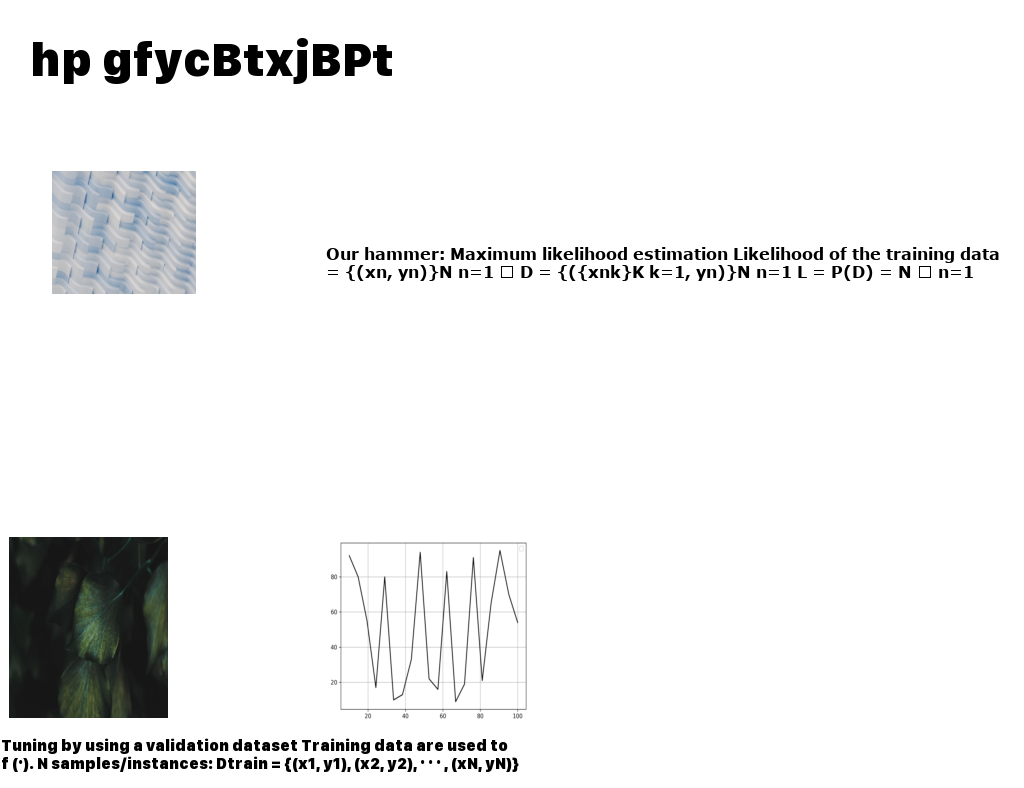 hp gfycBtxjBPt
Our hammer: Maximum likelihood estimation Likelihood of the training data
= {(xn, yn)}N n=1 □ D = {({xnk}K k=1, yn)}N n=1 L = P(D) = N □ n=1
80
60
40
20
20 40 60 80 100
Tuning by using a validation dataset Training data are used to
f (·). N samples/instances: Dtrain = {(x1, y1), (x2, y2), · · · , (xN, yN)}